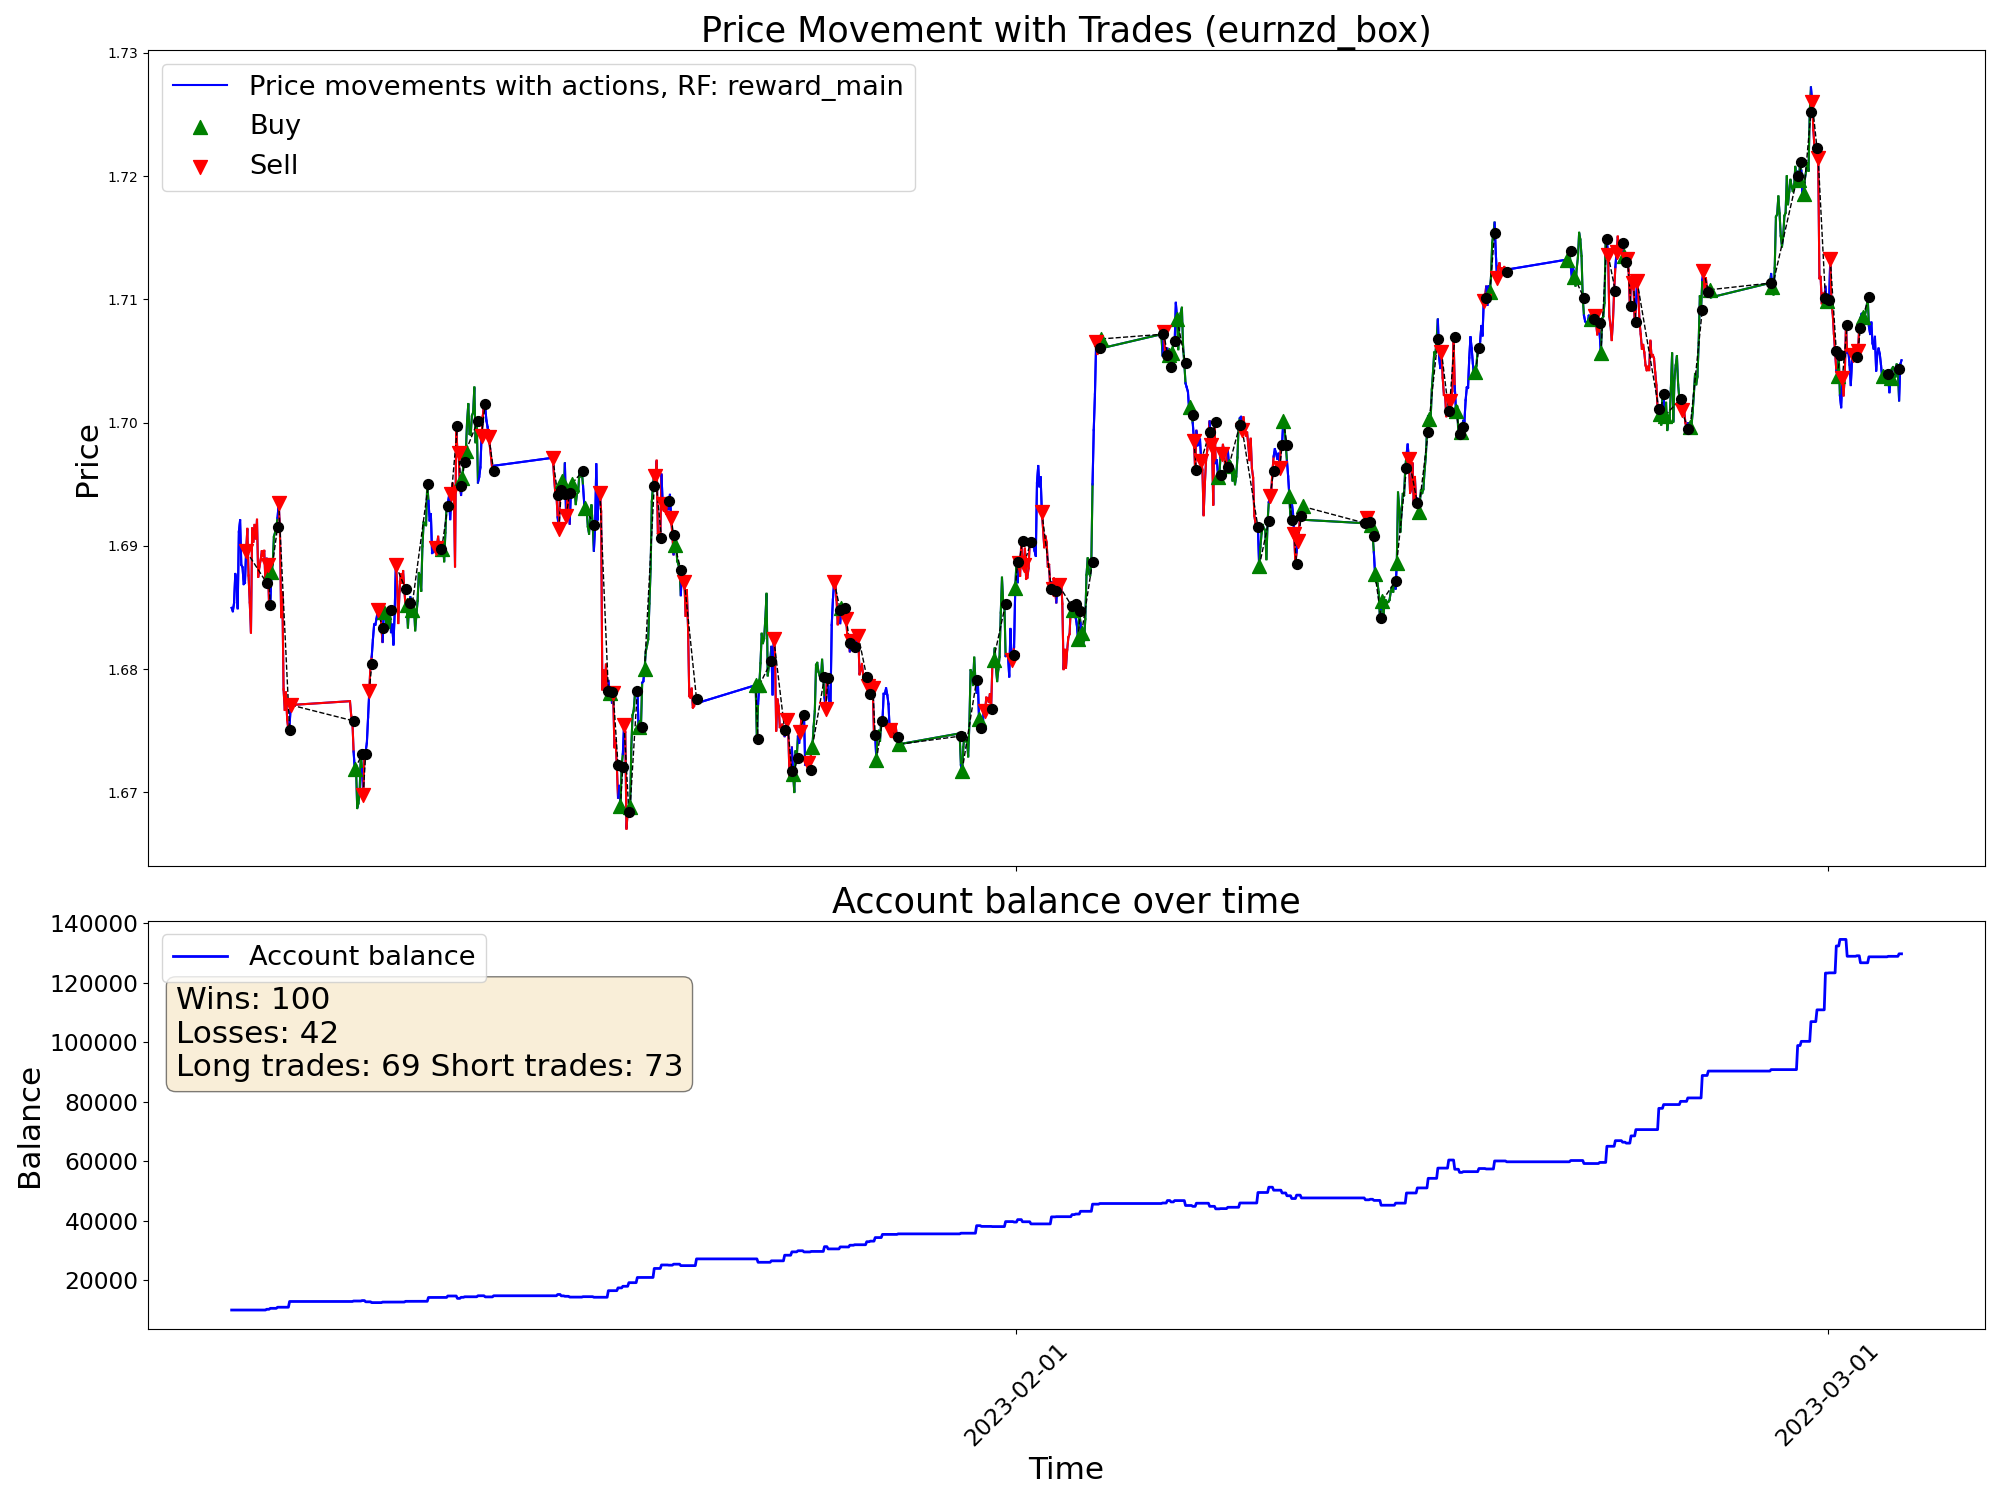 Price Movement with Trades (eurnzd_box)
1.73
1.72
1.71
1.70
1.69
1.68
1.67
Price
Price movements with actions, RF: reward_main
Buy
Sell
Account balance over time
140000
120000
100000
80000
60000
40000
20000
Balance
Account balance
Wins: 100
Losses: 42
Long trades: 69 Short trades: 73
2023-02-01
2023-03-01
Time